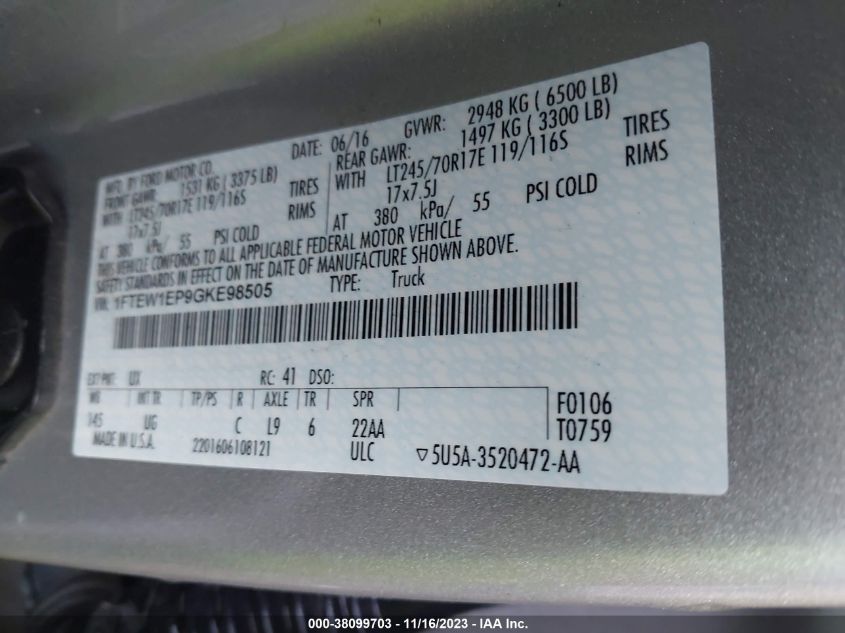 MFD. BY FORD MOTOR CO.
DATE: 06/16 GVWR: 2948 KG ( 6500 LB)
FRONT GAWR: 1531 KG ( 3375 LB) REAR GAWR: 1497 KG ( 3300 LB)
WITH LT245/70R17E 119/116S TIRES WITH LT245/70R17E 119/116S TIRES
17x7.5J RIMS 17x7.5J RIMS
AT 380 kPa/ 55 PSI COLD AT 380 kPa/ 55 PSI COLD
THIS VEHICLE CONFORMS TO ALL APPLICABLE FEDERAL MOTOR VEHICLE
SAFETY STANDARDS IN EFFECT ON THE DATE OF MANUFACTURE SHOWN ABOVE.
VIN: 1FTEW1EP9GKE98505 TYPE: Truck
EXT PNT: UX RC: 41 DSO:
WB INT TR TP/PS R AXLE TR SPR F0106
145 UG C L9 6 22AA T0759
MADE IN U.S.A. 2201606108121 ULC ▽5U5A-3520472-AA
000-38099703 - 11/16/2023 - IAA Inc.